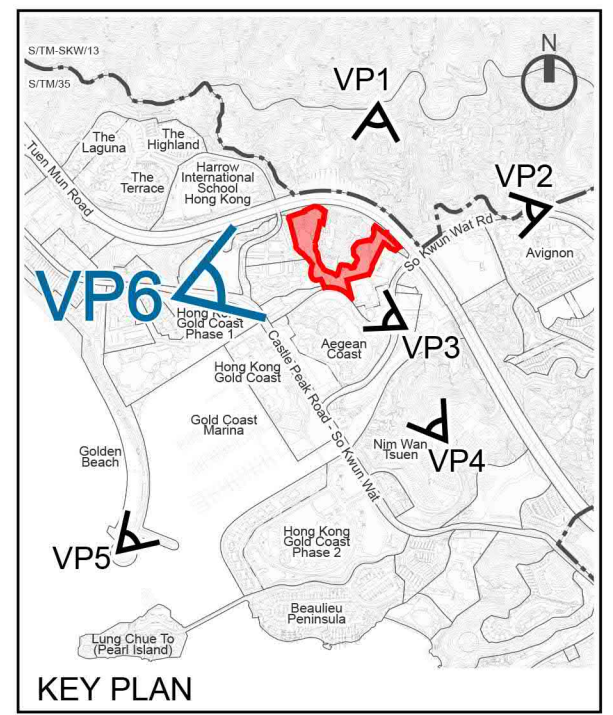 S/TM-SKW/13
S/TM/35
N
VP1
The
Laguna
The
Highland
The
Terrace
Harrow
International
School
Hong Kong
Tuen Mun Road
VP2
So Kwun Wat Rd
Avignon
VP6
Hong Kong
Gold Coast
Phase 1
VP3
Aegean
Coast
Hong Kong
Gold Coast
Castle Peak Road - So Kwun Wat
Gold Coast
Marina
Golden
Beach
Nim Wan
Tsuen
VP4
VP5
Hong Kong
Gold Coast
Phase 2
Beaulieu
Peninsula
Lung Chue To
(Pearl Island)
KEY PLAN